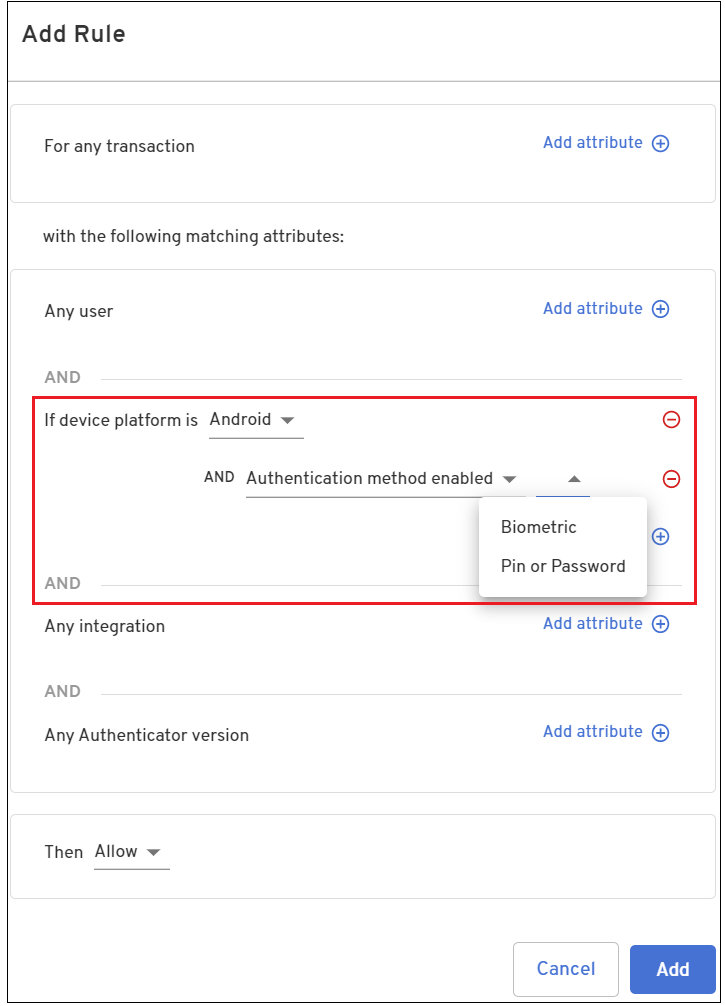 Add Rule
For any transaction Add attribute
with the following matching attributes:
Any user Add attribute
AND
If device platform is Android
AND Authentication method enabled
Biometric
Pin or Password
AND
Any integration Add attribute
AND
Any Authenticator version Add attribute
Then Allow
Cancel Add